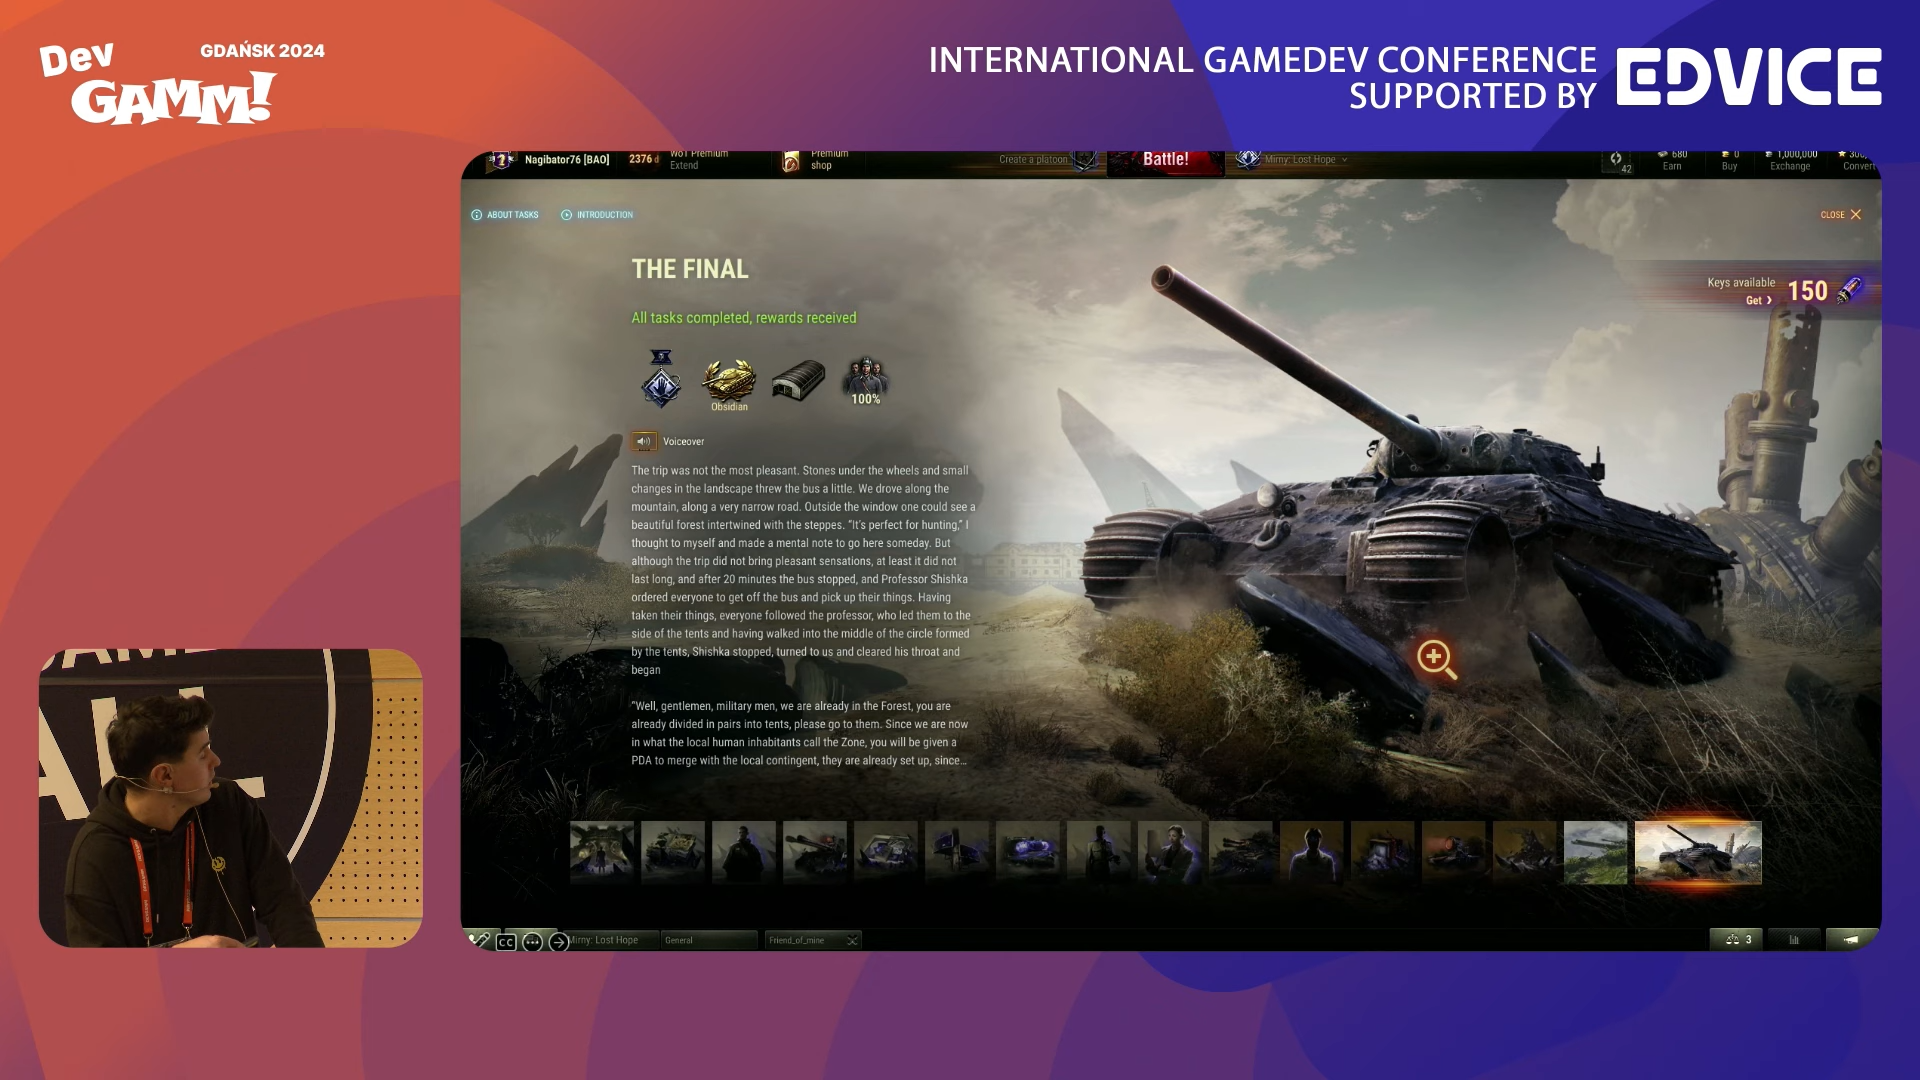 Dev
GAMM!
GDAŃSK 2024
INTERNATIONAL GAMEDEV CONFERENCE
SUPPORTED BY
EDVICE
Nagibator76 [BAO]
2376 d
WoT Premium
Extend
Premium
shop
Create a platoon
Battle!
Mirny: Lost Hope
42
680
Earn
0
Buy
1,000,000
Exchange
ABOUT TASKS
INTRODUCTION
CLOSE
THE FINAL
All tasks completed, rewards received
Keys available
Get
150
Obsidian
100%
Voiceover
The trip was not the most pleasant. Stones under the wheels and small
changes in the landscape threw the bus a little. We drove along the
mountain, along a very narrow road. Outside the window one could see a
beautiful forest intertwined with the steppes. “It’s perfect for hunting,” I
thought to myself and made a mental note to go here someday. But
although the trip did not bring pleasant sensations, at least it did not
last long, and after 20 minutes the bus stopped, and Professor Shishka
ordered everyone to get off the bus and pick up their things. Having
taken their things, everyone followed the professor, who led them to the
side of the tents and having walked into the middle of the circle formed
by the tents, Shishka stopped, turned to us and cleared his throat and
began
“Well, gentlemen, military men, we are already in the Forest, you are
already divided in pairs into tents, please go to them. Since we are now
in what the local human inhabitants call the Zone, you will be given a
PDA to merge with the local contingent, they are already set up, since...
CC
Mirny: Lost Hope
General
Friend_of_mine
3